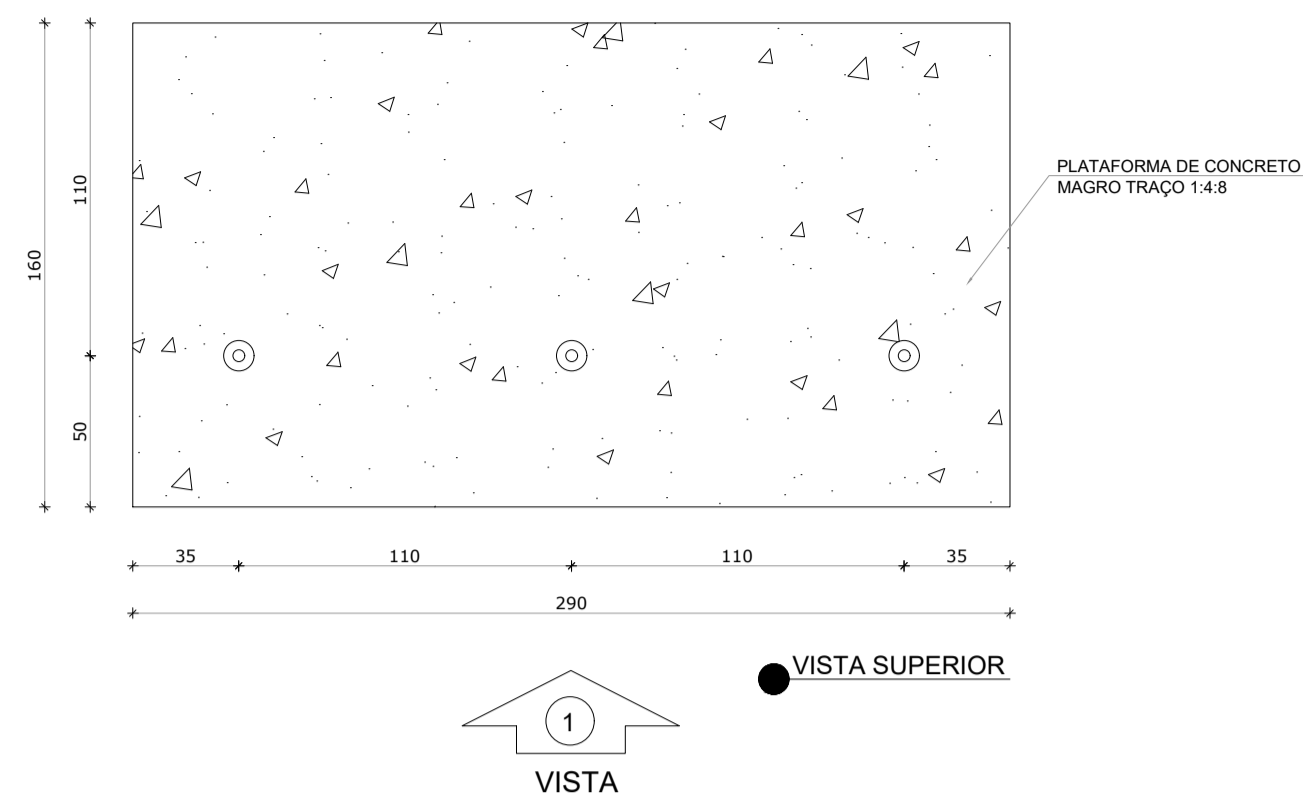 110
160
50
PLATAFORMA DE CONCRETO
MAGRO TRAÇO 1:4:8
35 110 110 35
290
VISTA SUPERIOR
1
VISTA